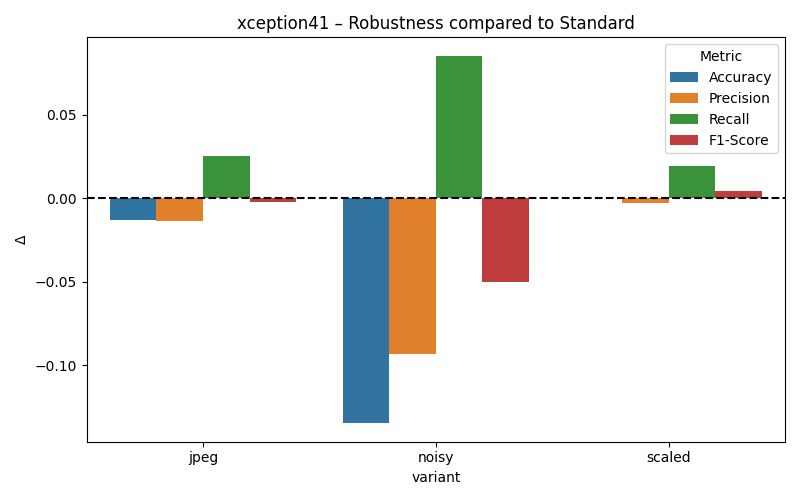 xception41 – Robustness compared to Standard
Metric
Accuracy
Precision
Recall
F1-Score
0.05
0.00
−0.05
−0.10
Δ
jpeg
noisy
scaled
variant